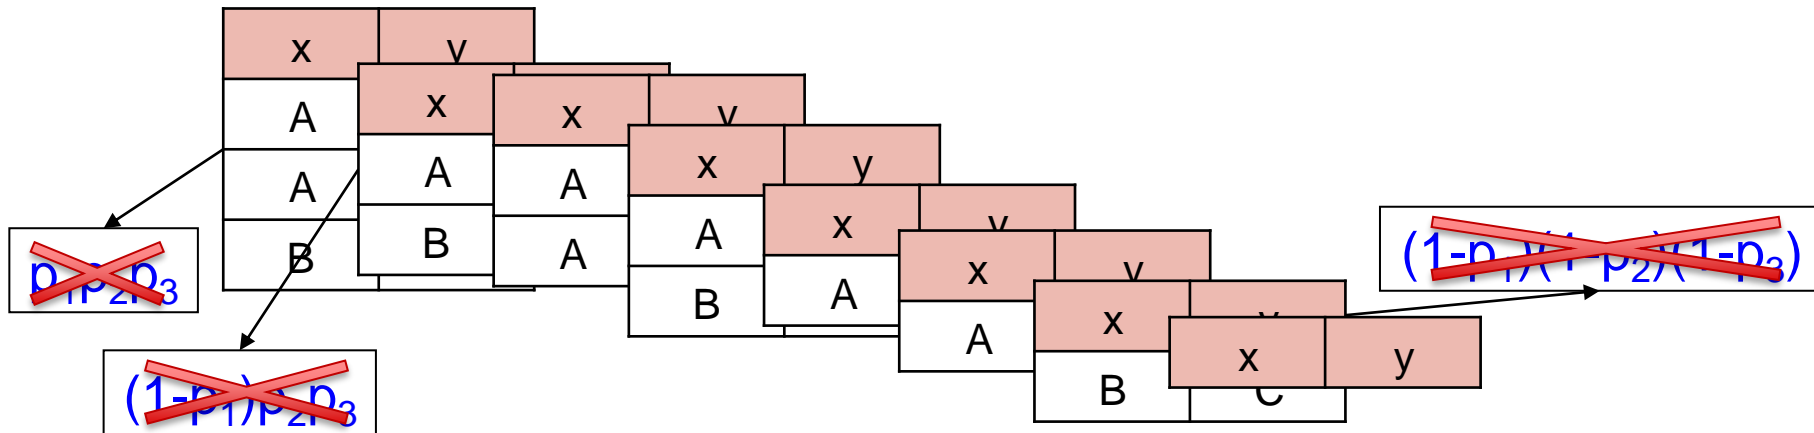 x y
A
A
B
x
A
B
x y
A
A
x y
A
B
x y
A
x y
A
x y
B C
x y
p1p2p3
(1-p1)p2p3
(1-p1)(1-p2)(1-p3)